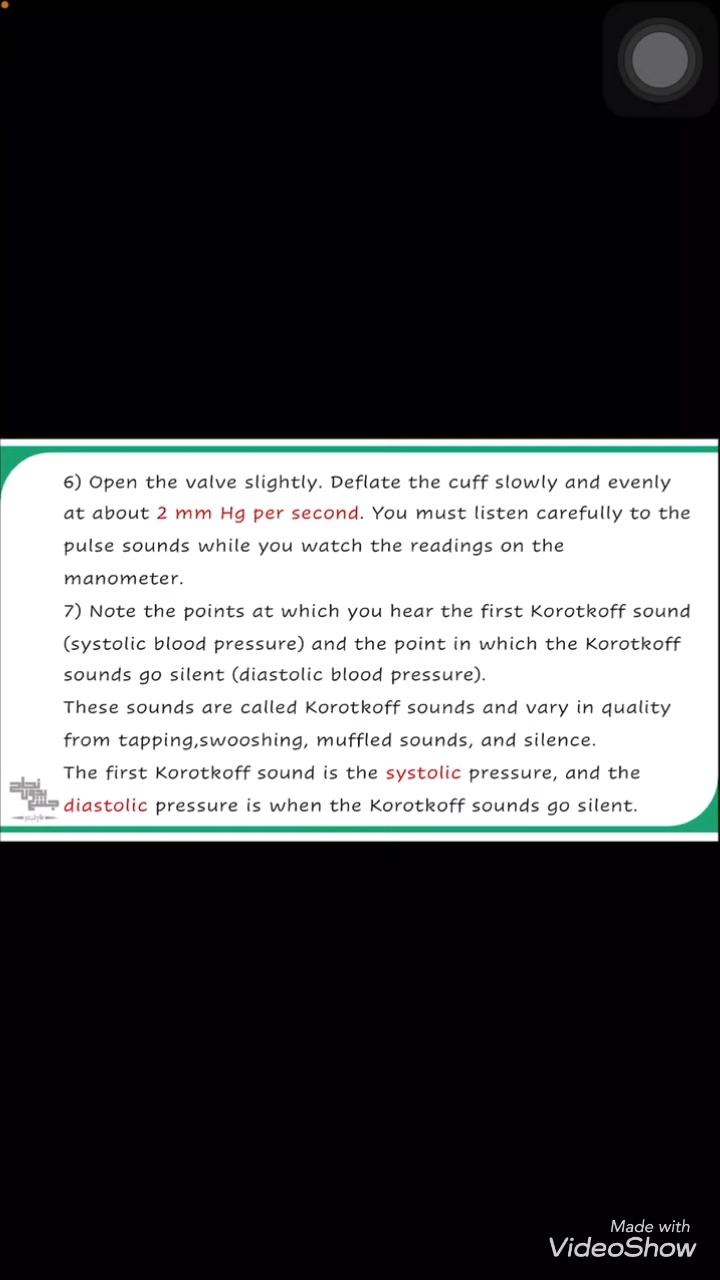 6) Open the valve slightly. Deflate the cuff slowly and evenly
at about 2 mm Hg per second. You must listen carefully to the
pulse sounds while you watch the readings on the
manometer.
7) Note the points at which you hear the first Korotkoff sound
(systolic blood pressure) and the point in which the Korotkoff
sounds go silent (diastolic blood pressure).
These sounds are called Korotkoff sounds and vary in quality
from tapping,swooshing, muffled sounds, and silence.
The first Korotkoff sound is the systolic pressure, and the
diastolic pressure is when the Korotkoff sounds go silent.
Made with
VideoShow